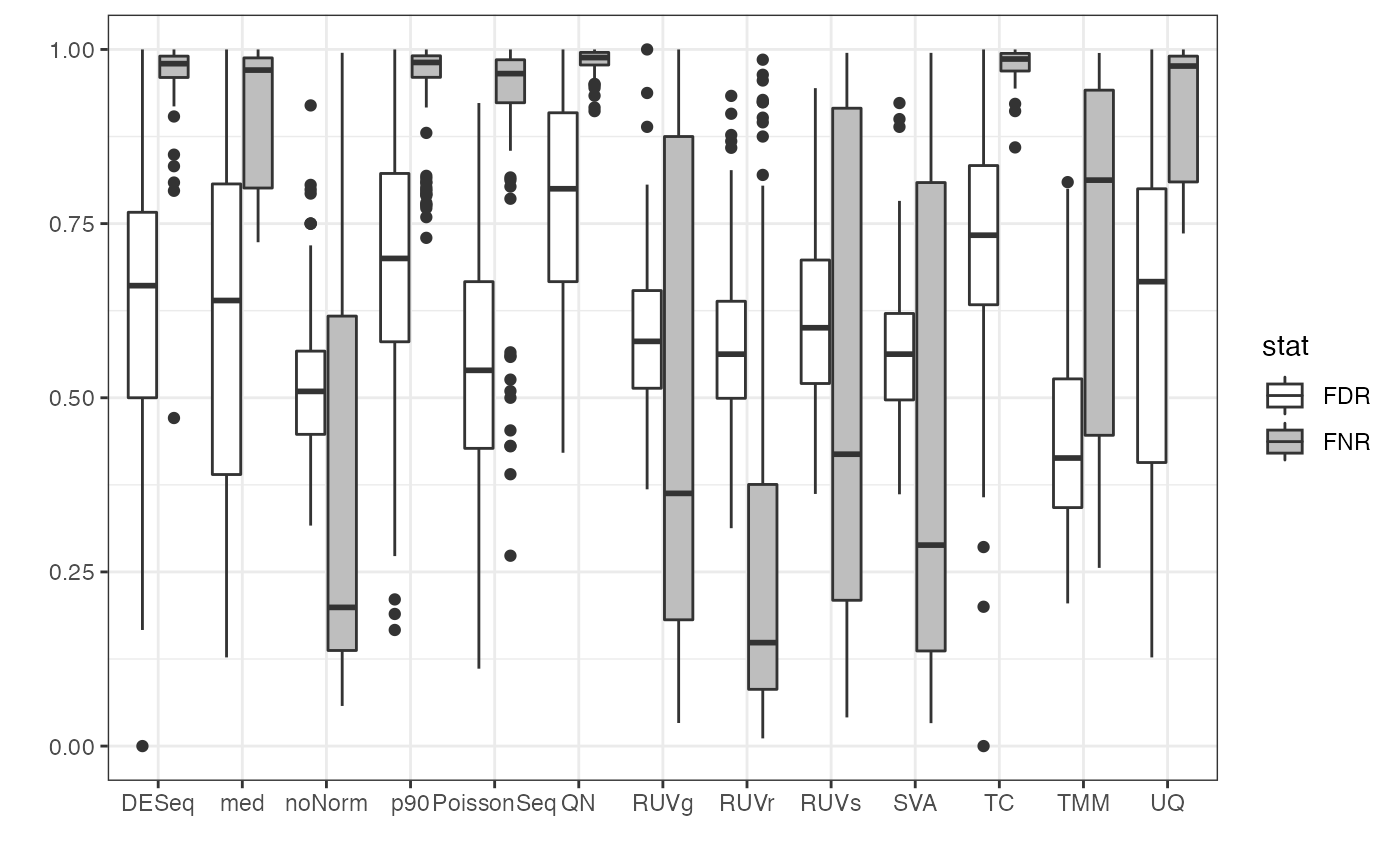 1.00
0.75
0.50
0.25
0.00
DESeq med noNorm p90 PoissonSeq QN RUVg RUVr RUVs SVA TC TMM UQ
stat
FDR
FNR